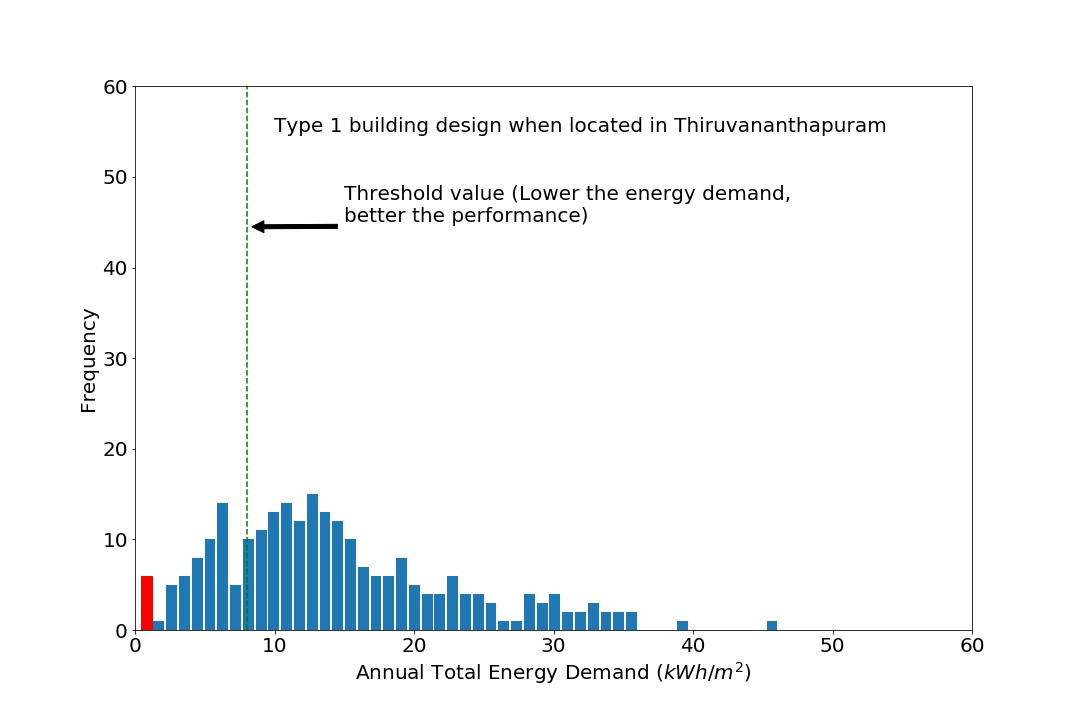 60
Type 1 building design when located in Thiruvananthapuram
50
Threshold value (Lower the energy demand,
better the performance)
40
30
20
10
0
Frequency
0 10 20 30 40 50 60
Annual Total Energy Demand (kWh/m²)